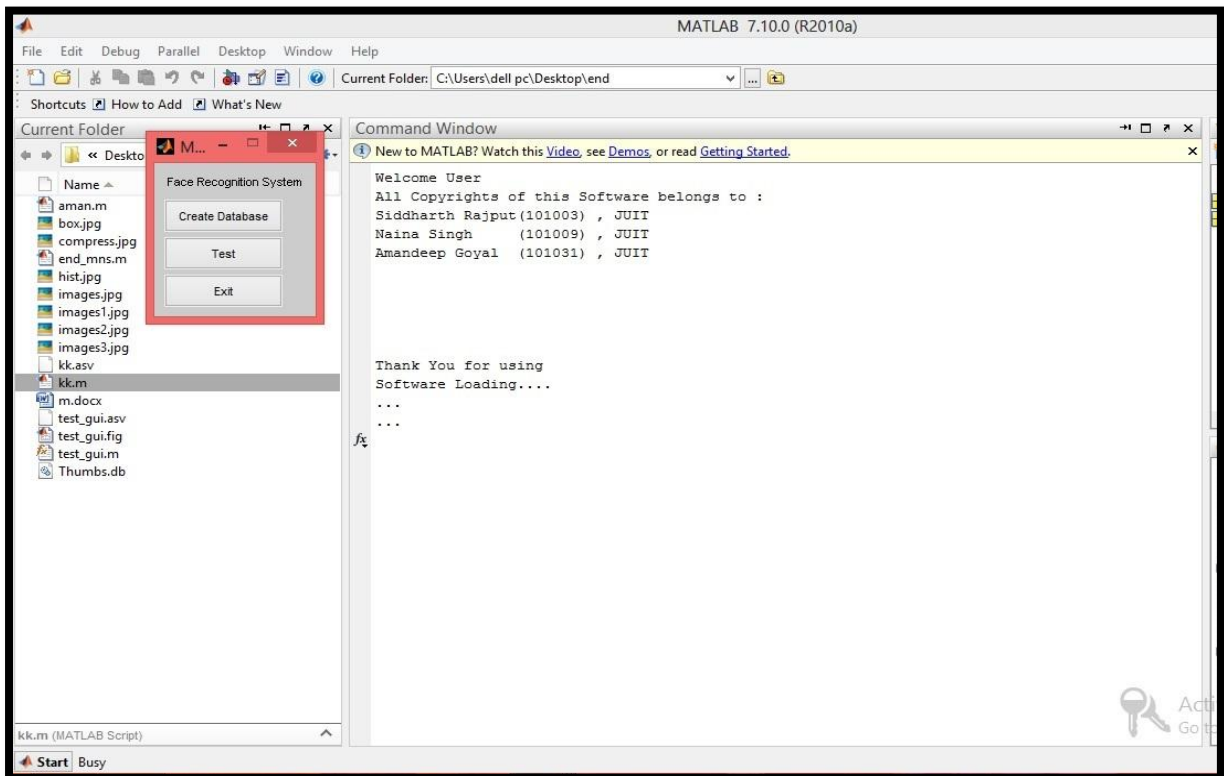 MATLAB 7.10.0 (R2010a)
File Edit Debug Parallel Desktop Window Help
Current Folder: C:\Users\dell pc\Desktop\end
...
Shortcuts How to Add What's New
Current Folder
« Deskto
Name
aman.m
box.jpg
compress.jpg
end_mns.m
hist.jpg
images.jpg
images1.jpg
images2.jpg
images3.jpg
kk.asv
kk.m
m.docx
test_gui.asv
test_gui.fig
test_gui.m
Thumbs.db
kk.m (MATLAB Script)
M...
Face Recognition System
Create Database
Test
Exit
Command Window
New to MATLAB? Watch this Video, see Demos, or read Getting Started.
Welcome User
All Copyrights of this Software belongs to :
Siddharth Rajput(101003) , JUIT
Naina Singh (101009) , JUIT
Amandeep Goyal (101031) , JUIT
Thank You for using
Software Loading....
...
...
fx
Acti
Go t
Start Busy